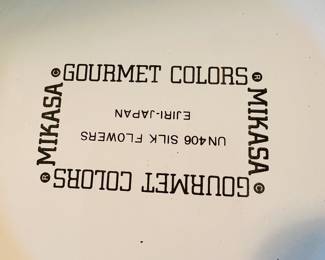 GOURMET COLORS ®
MIKASA ©
GOURMET COLORS ®
MIKASA ©
UN406 SILK FLOWERS
EJIRI-JAPAN